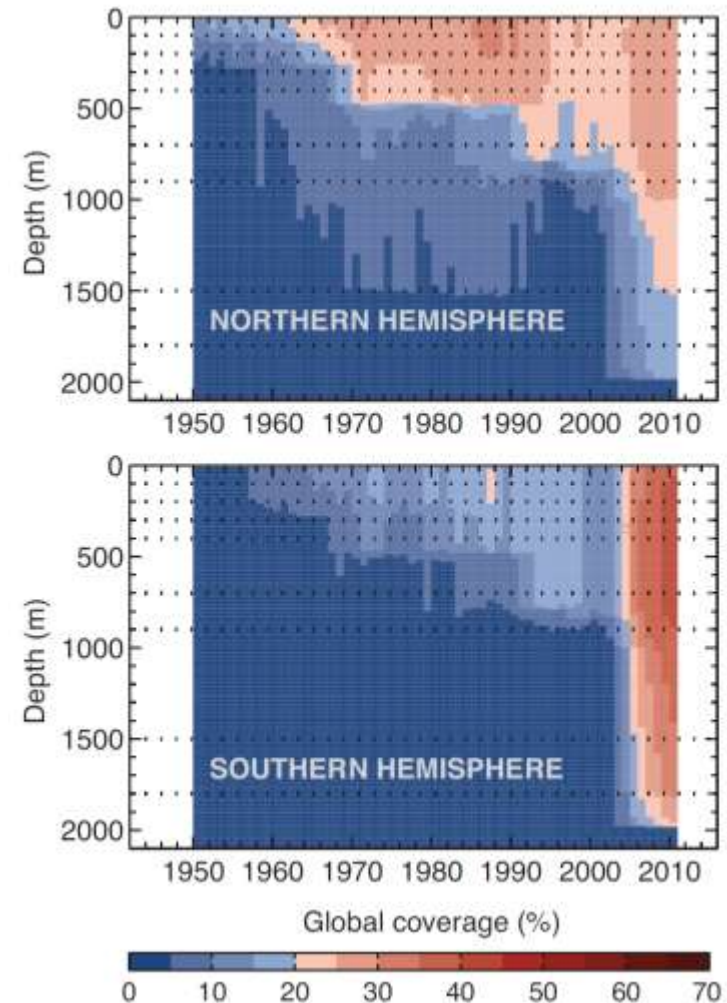 0
500
1000
1500
2000
Depth (m)
NORTHERN HEMISPHERE
1950 1960 1970 1980 1990 2000 2010
0
500
1000
1500
2000
Depth (m)
SOUTHERN HEMISPHERE
1950 1960 1970 1980 1990 2000 2010
Global coverage (%)
0 10 20 30 40 50 60 70